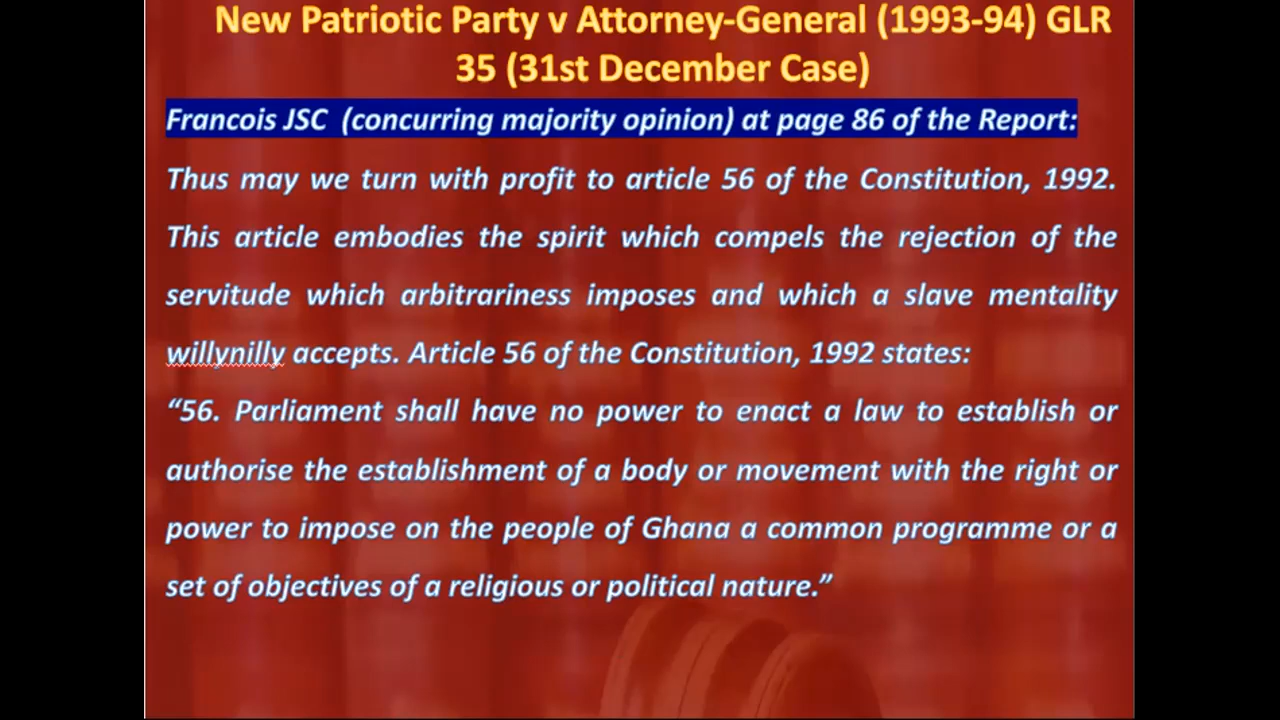 New Patriotic Party v Attorney-General (1993-94) GLR
35 (31st December Case)
Francois JSC (concurring majority opinion) at page 86 of the Report:
Thus may we turn with profit to article 56 of the Constitution, 1992.
This article embodies the spirit which compels the rejection of the
servitude which arbitrariness imposes and which a slave mentality
willynilly accepts. Article 56 of the Constitution, 1992 states:
“56. Parliament shall have no power to enact a law to establish or
authorise the establishment of a body or movement with the right or
power to impose on the people of Ghana a common programme or a
set of objectives of a religious or political nature.”